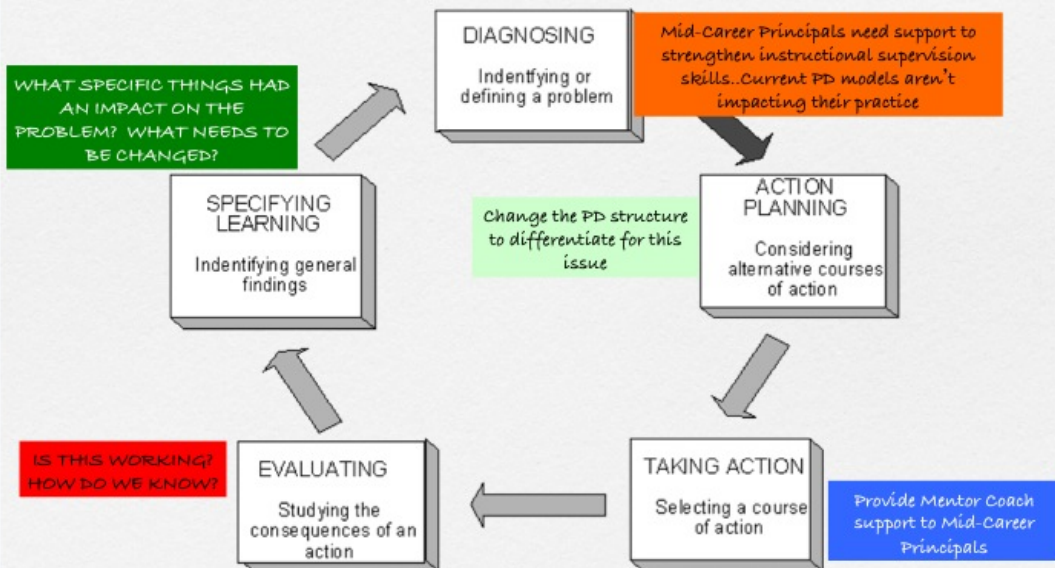 DIAGNOSING
Indentfying or
defining a problem
Mid-Career Principals need support to
strengthen instructional supervision
skills..Current PD models aren't
impacting their practice
ACTION
PLANNING
Considering
alternative courses
of action
Change the PD structure
to differentiate for this
issue
TAKING ACTION
Selecting a course
of action
Provide Mentor Coach
support to Mid-Career
Principals
EVALUATING
Studying the
consequences of an
action
IS THIS WORKING?
HOW DO WE KNOW?
SPECIFYING
LEARNING
Indentifying general
findings
WHAT SPECIFIC THINGS HAD
AN IMPACT ON THE
PROBLEM? WHAT NEEDS TO
BE CHANGED?